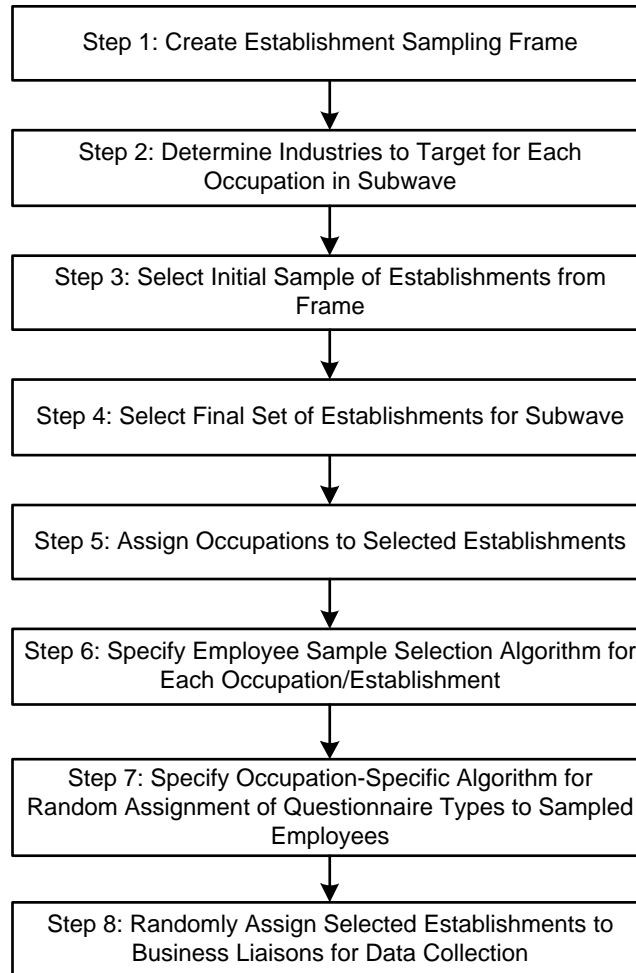 Step 1: Create Establishment Sampling Frame
Step 2: Determine Industries to Target for Each
Occupation in Subwave
Step 3: Select Initial Sample of Establishments from
Frame
Step 4: Select Final Set of Establishments for Subwave
Step 5: Assign Occupations to Selected Establishments
Step 6: Specify Employee Sample Selection Algorithm for
Each Occupation/Establishment
Step 7: Specify Occupation-Specific Algorithm for
Random Assignment of Questionnaire Types to Sampled
Employees
Step 8: Randomly Assign Selected Establishments to
Business Liaisons for Data Collection